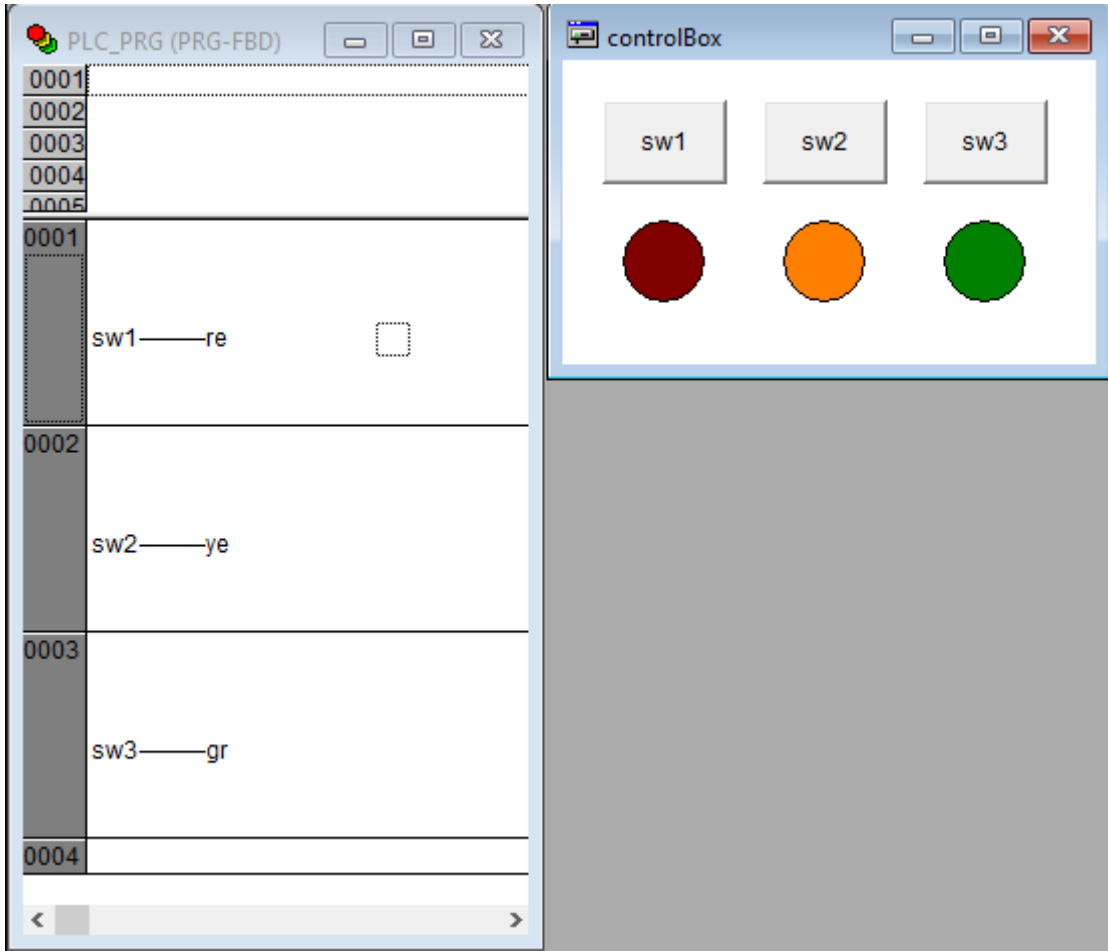 PLC_PRG (PRG-FBD)
0001
0002
0003
0004
0005
0001
sw1 re
0002
sw2 ye
0003
sw3 gr
0004
controlBox
sw1 sw2 sw3